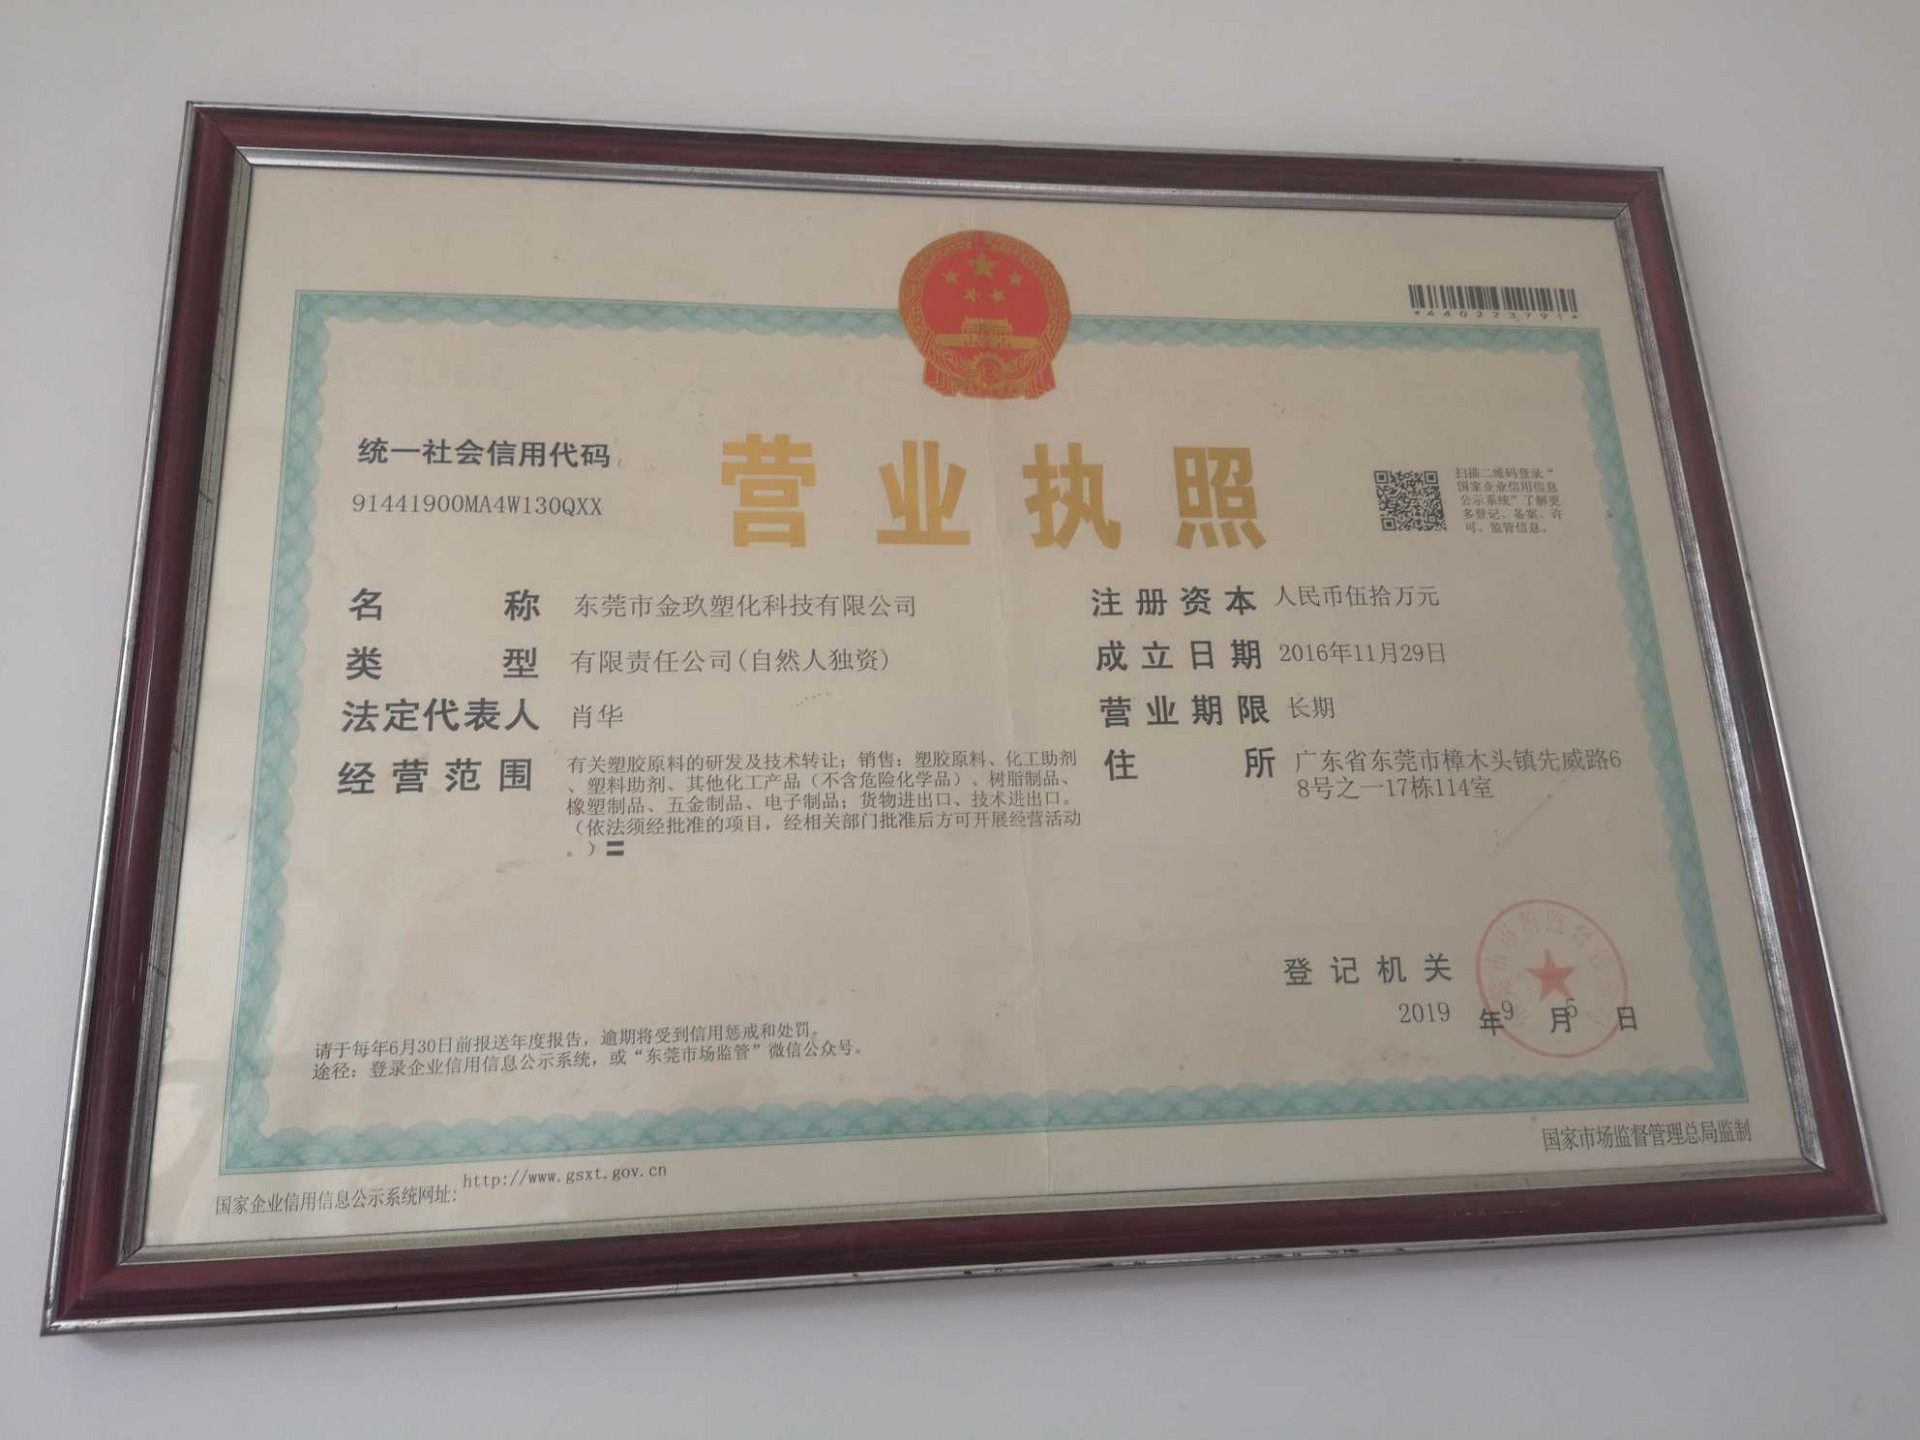 *440223791*
统一社会信用代码
91441900MA4W130QXX
营业执照
扫描二维码登录“
国家企业信用信息
公示系统”了解更
多登记、备案、许
可、监管信息。
名称 东莞市金玖塑化科技有限公司
类型 有限责任公司(自然人独资)
法定代表人 肖华
经营范围 有关塑胶原料的研发及技术转让；销售：塑胶原料、化工助剂
、塑料助剂、其他化工产品（不含危险化学品）、树脂制品、
橡塑制品、五金制品、电子制品；货物进出口、技术进出口。
（依法须经批准的项目，经相关部门批准后方可开展经营活动
。）〓
注册资本 人民币伍拾万元
成立日期 2016年11月29日
营业期限 长期
住所 广东省东莞市樟木头镇先威路6
8号之一17栋114室
登记机关
2019年9月5日
请于每年6月30日前报送年度报告，逾期将受到信用惩戒和处罚。
途径：登录企业信用信息公示系统，或“东莞市场监管”微信公众号。
国家企业信用信息公示系统网址: http://www.gsxt.gov.cn
国家市场监督管理总局监制